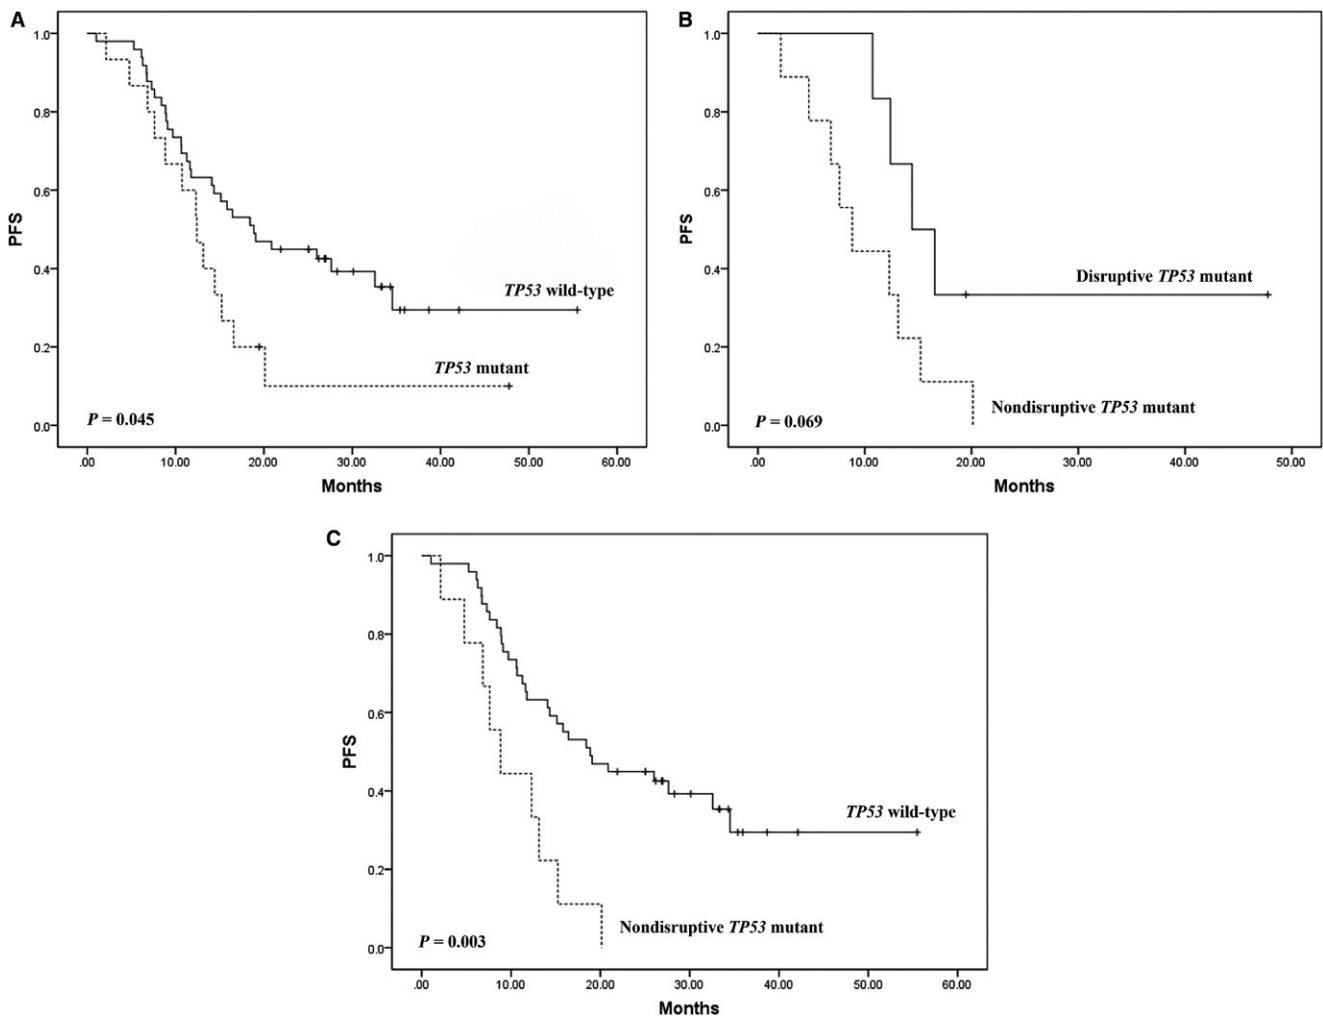 A
PFS
1.0
0.8
0.6
0.4
0.2
0.0
TP53 wild-type
TP53 mutant
P = 0.045
.00 10.00 20.00 30.00 40.00 50.00 60.00
Months
B
PFS
1.0
0.8
0.6
0.4
0.2
0.0
Disruptive TP53 mutant
Nondisruptive TP53 mutant
P = 0.069
.00 10.00 20.00 30.00 40.00 50.00
Months
C
PFS
1.0
0.8
0.6
0.4
0.2
0.0
TP53 wild-type
Nondisruptive TP53 mutant
P = 0.003
.00 10.00 20.00 30.00 40.00 50.00 60.00
Months